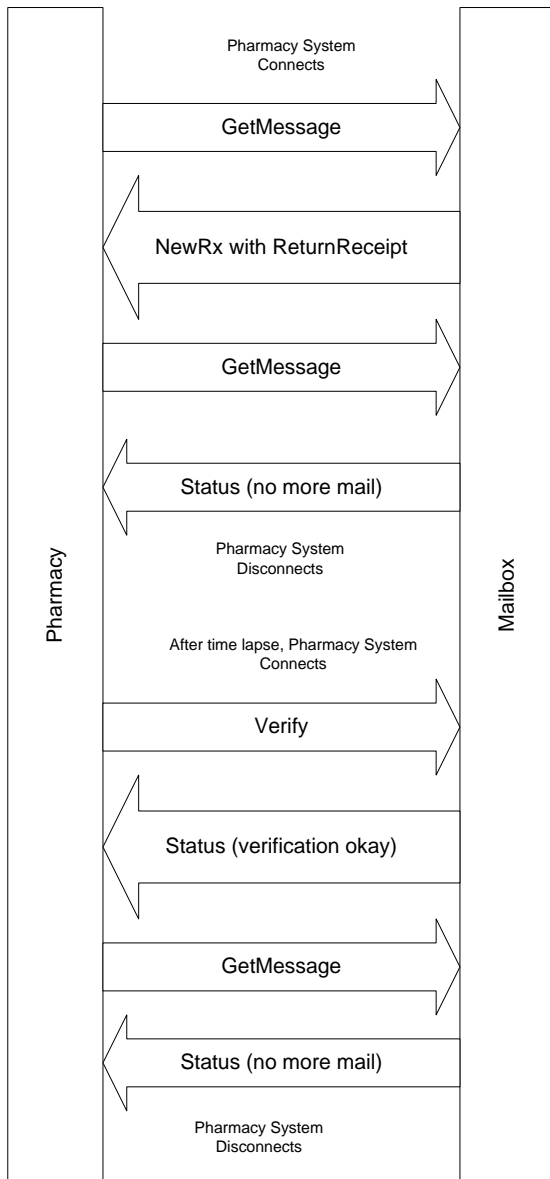 Pharmacy System
Connects
GetMessage
NewRx with ReturnReceipt
GetMessage
Status (no more mail)
Pharmacy System
Disconnects
Pharmacy
Mailbox
After time lapse, Pharmacy System
Connects
Verify
Status (verification okay)
GetMessage
Status (no more mail)
Pharmacy System
Disconnects